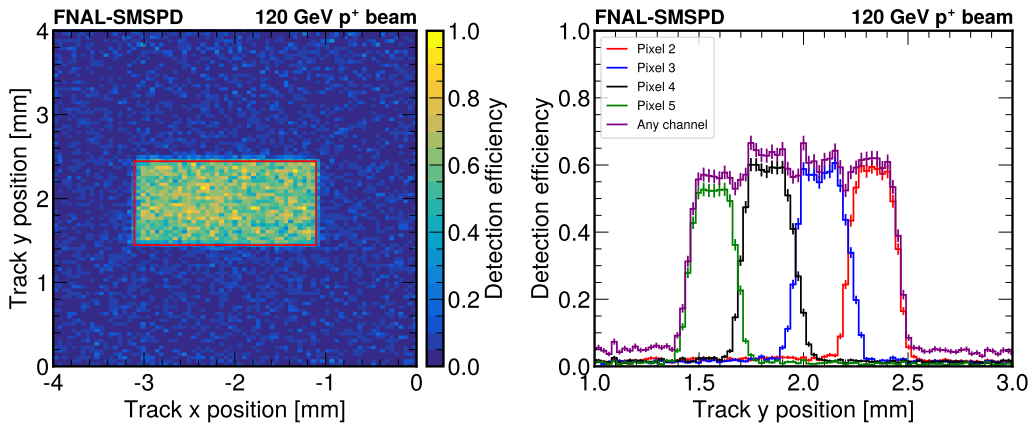 FNAL-SMSPD 120 GeV p⁺ beam
4
3
2
1
0
Track y position [mm]
-4 -3 -2 -1 0
Track x position [mm]
1.0
0.8
0.6
0.4
0.2
0.0
Detection efficiency
FNAL-SMSPD 120 GeV p⁺ beam
1.0
0.8
0.6
0.4
0.2
0.0
Detection efficiency
Pixel 2
Pixel 3
Pixel 4
Pixel 5
Any channel
1.0 1.5 2.0 2.5 3.0
Track y position [mm]